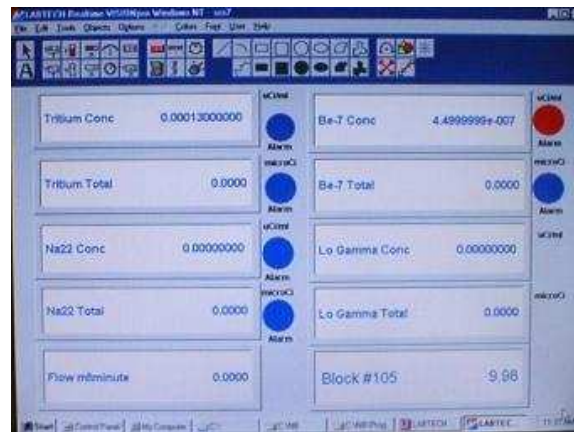 LABTECH Realtime VISIONpro Windows NT
File Edit Tools Objects Options Colors Font User Help
Tritium Conc 0.00013000000 uCi/ml Alarm
Be-7 Conc 4.4999999e-007 uCi/ml Alarm
Tritium Total 0.0000 microCi Alarm
Be-7 Total 0.0000 microCi Alarm
Na22 Conc 0.00000000 uCi/ml Alarm
Lo Gamma Conc 0.00000000 uCi/ml
Na22 Total 0.0000 microCi Alarm
Lo Gamma Total 0.0000 microCi
Flow ml/minute 0.0000
Block #105 9.98
Start Control Panel My Computer LABTECH LABTEC...